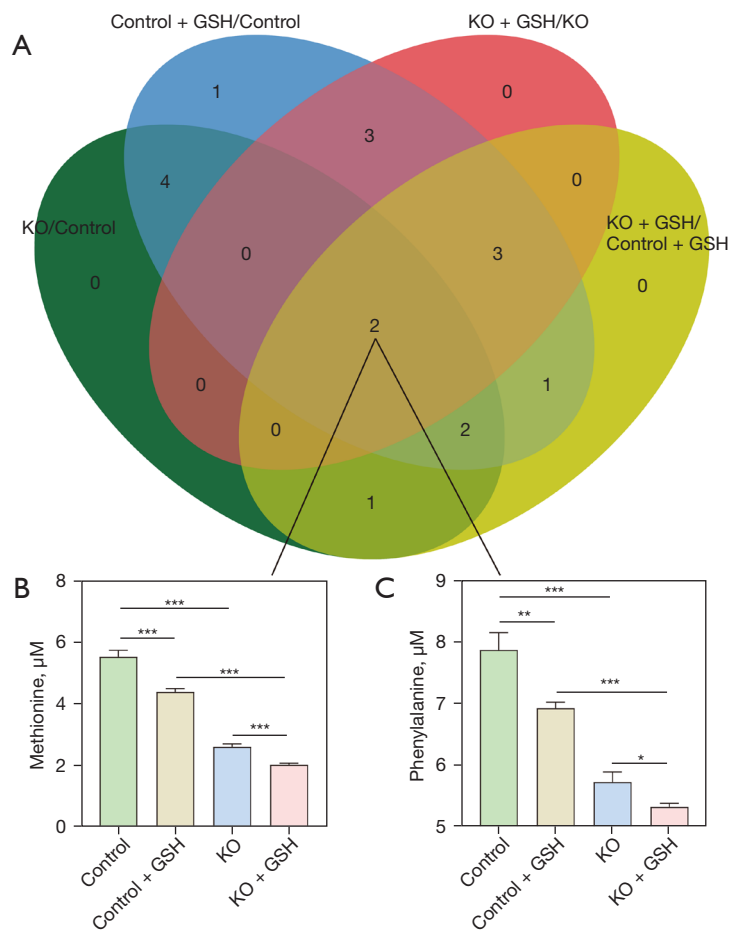 Control + GSH/Control
KO + GSH/KO
A
1
0
3
4
0
KO/Control
KO + GSH/
Control + GSH
0
3
0
0
2
0
1
0
2
1
B
8
6
4
2
0
Methionine, µM
***
***
***
***
Control
Control + GSH
KO
KO + GSH
C
9
8
7
6
5
Phenylalanine, µM
***
**
***
*
Control
Control + GSH
KO
KO + GSH